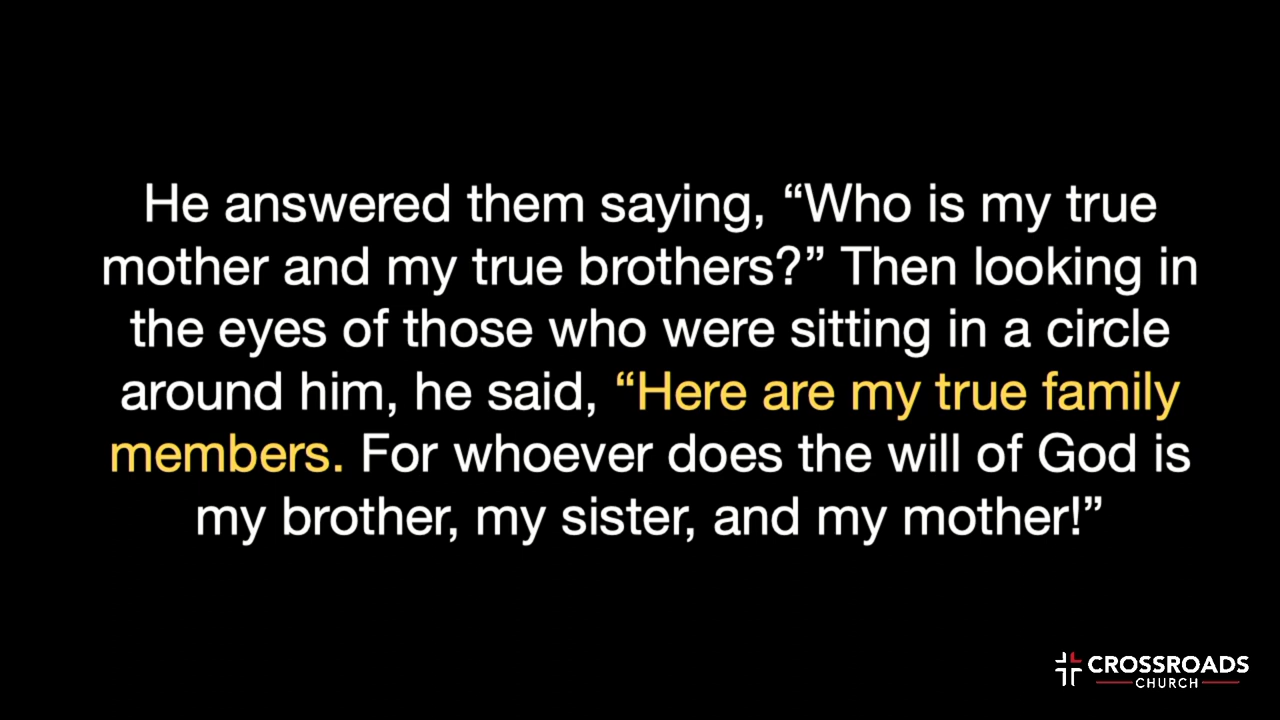 He answered them saying, “Who is my true
mother and my true brothers?” Then looking in
the eyes of those who were sitting in a circle
around him, he said, “Here are my true family
members. For whoever does the will of God is
my brother, my sister, and my mother!”
CROSSROADS
CHURCH